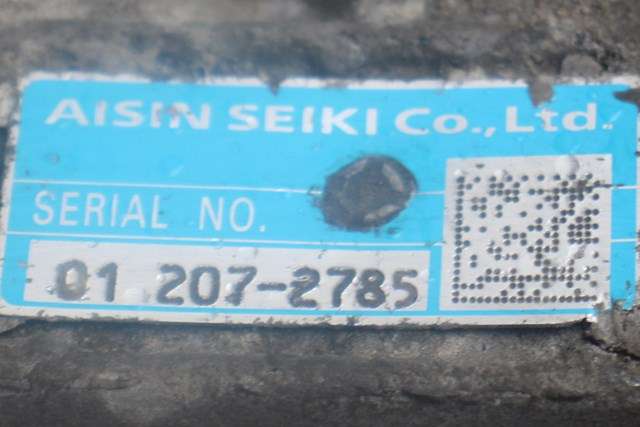 AISIN SEIKI Co., Ltd.
SERIAL NO.
01 207-2785